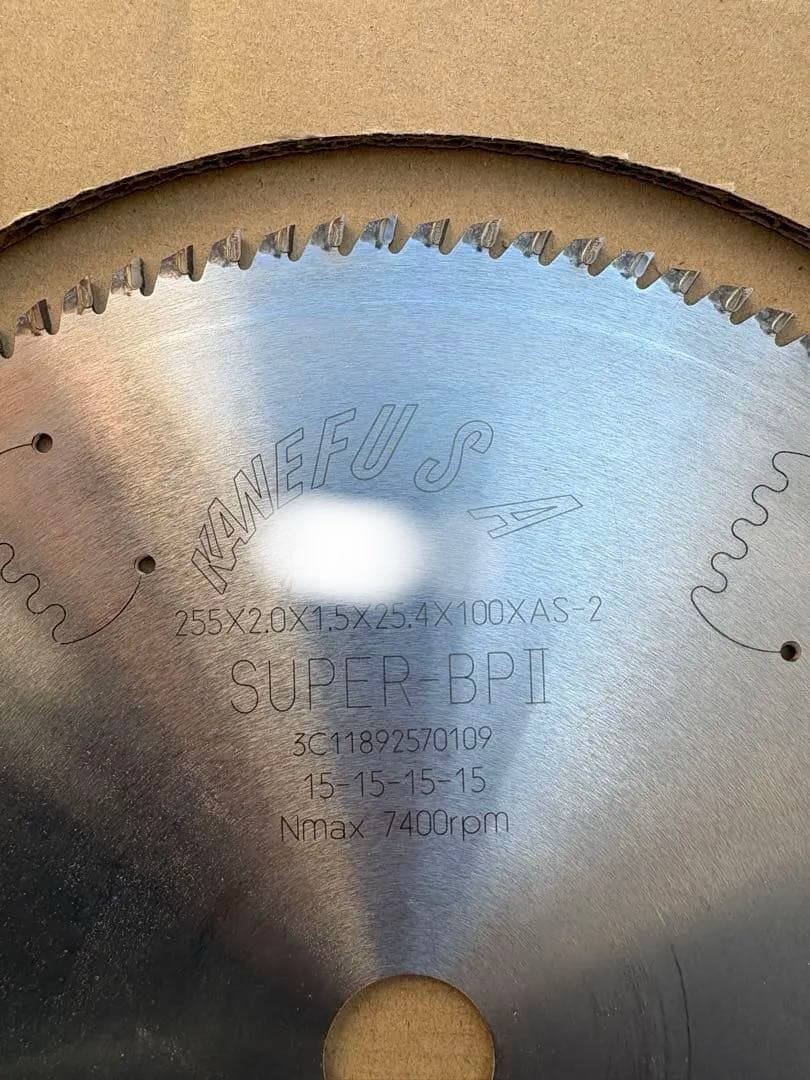 KANEFUSA
255X2.0X1.5X25.4X100XAS-2
SUPER-BPⅡ
3C11892570109
15-15-15-15
Nmax 7400rpm